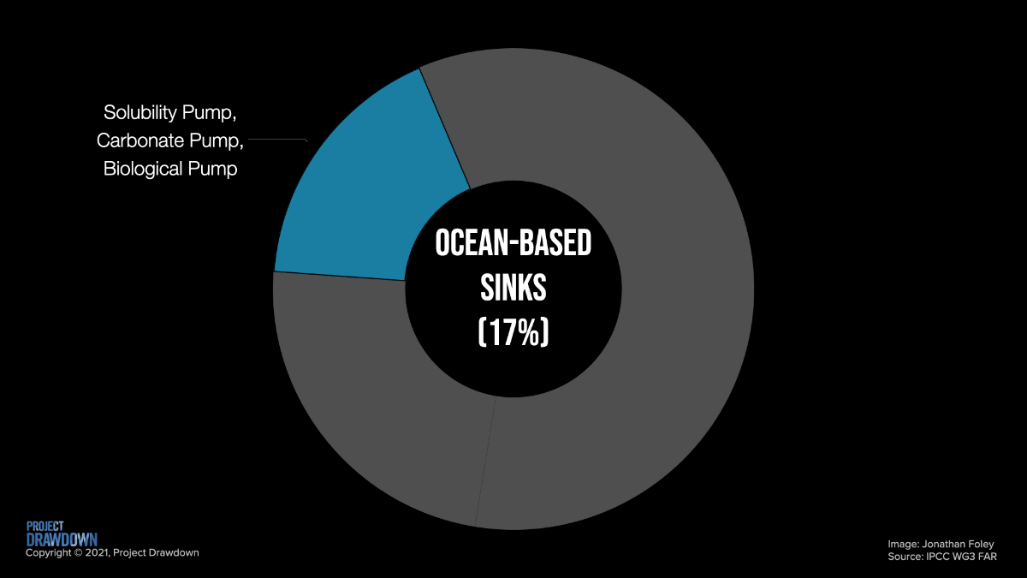 Solubility Pump,
Carbonate Pump,
Biological Pump
OCEAN-BASED
SINKS
(17%)
PROJECT
DRAWDOWN
Copyright © 2021, Project Drawdown
Image: Jonathan Foley
Source: IPCC WG3 FAR